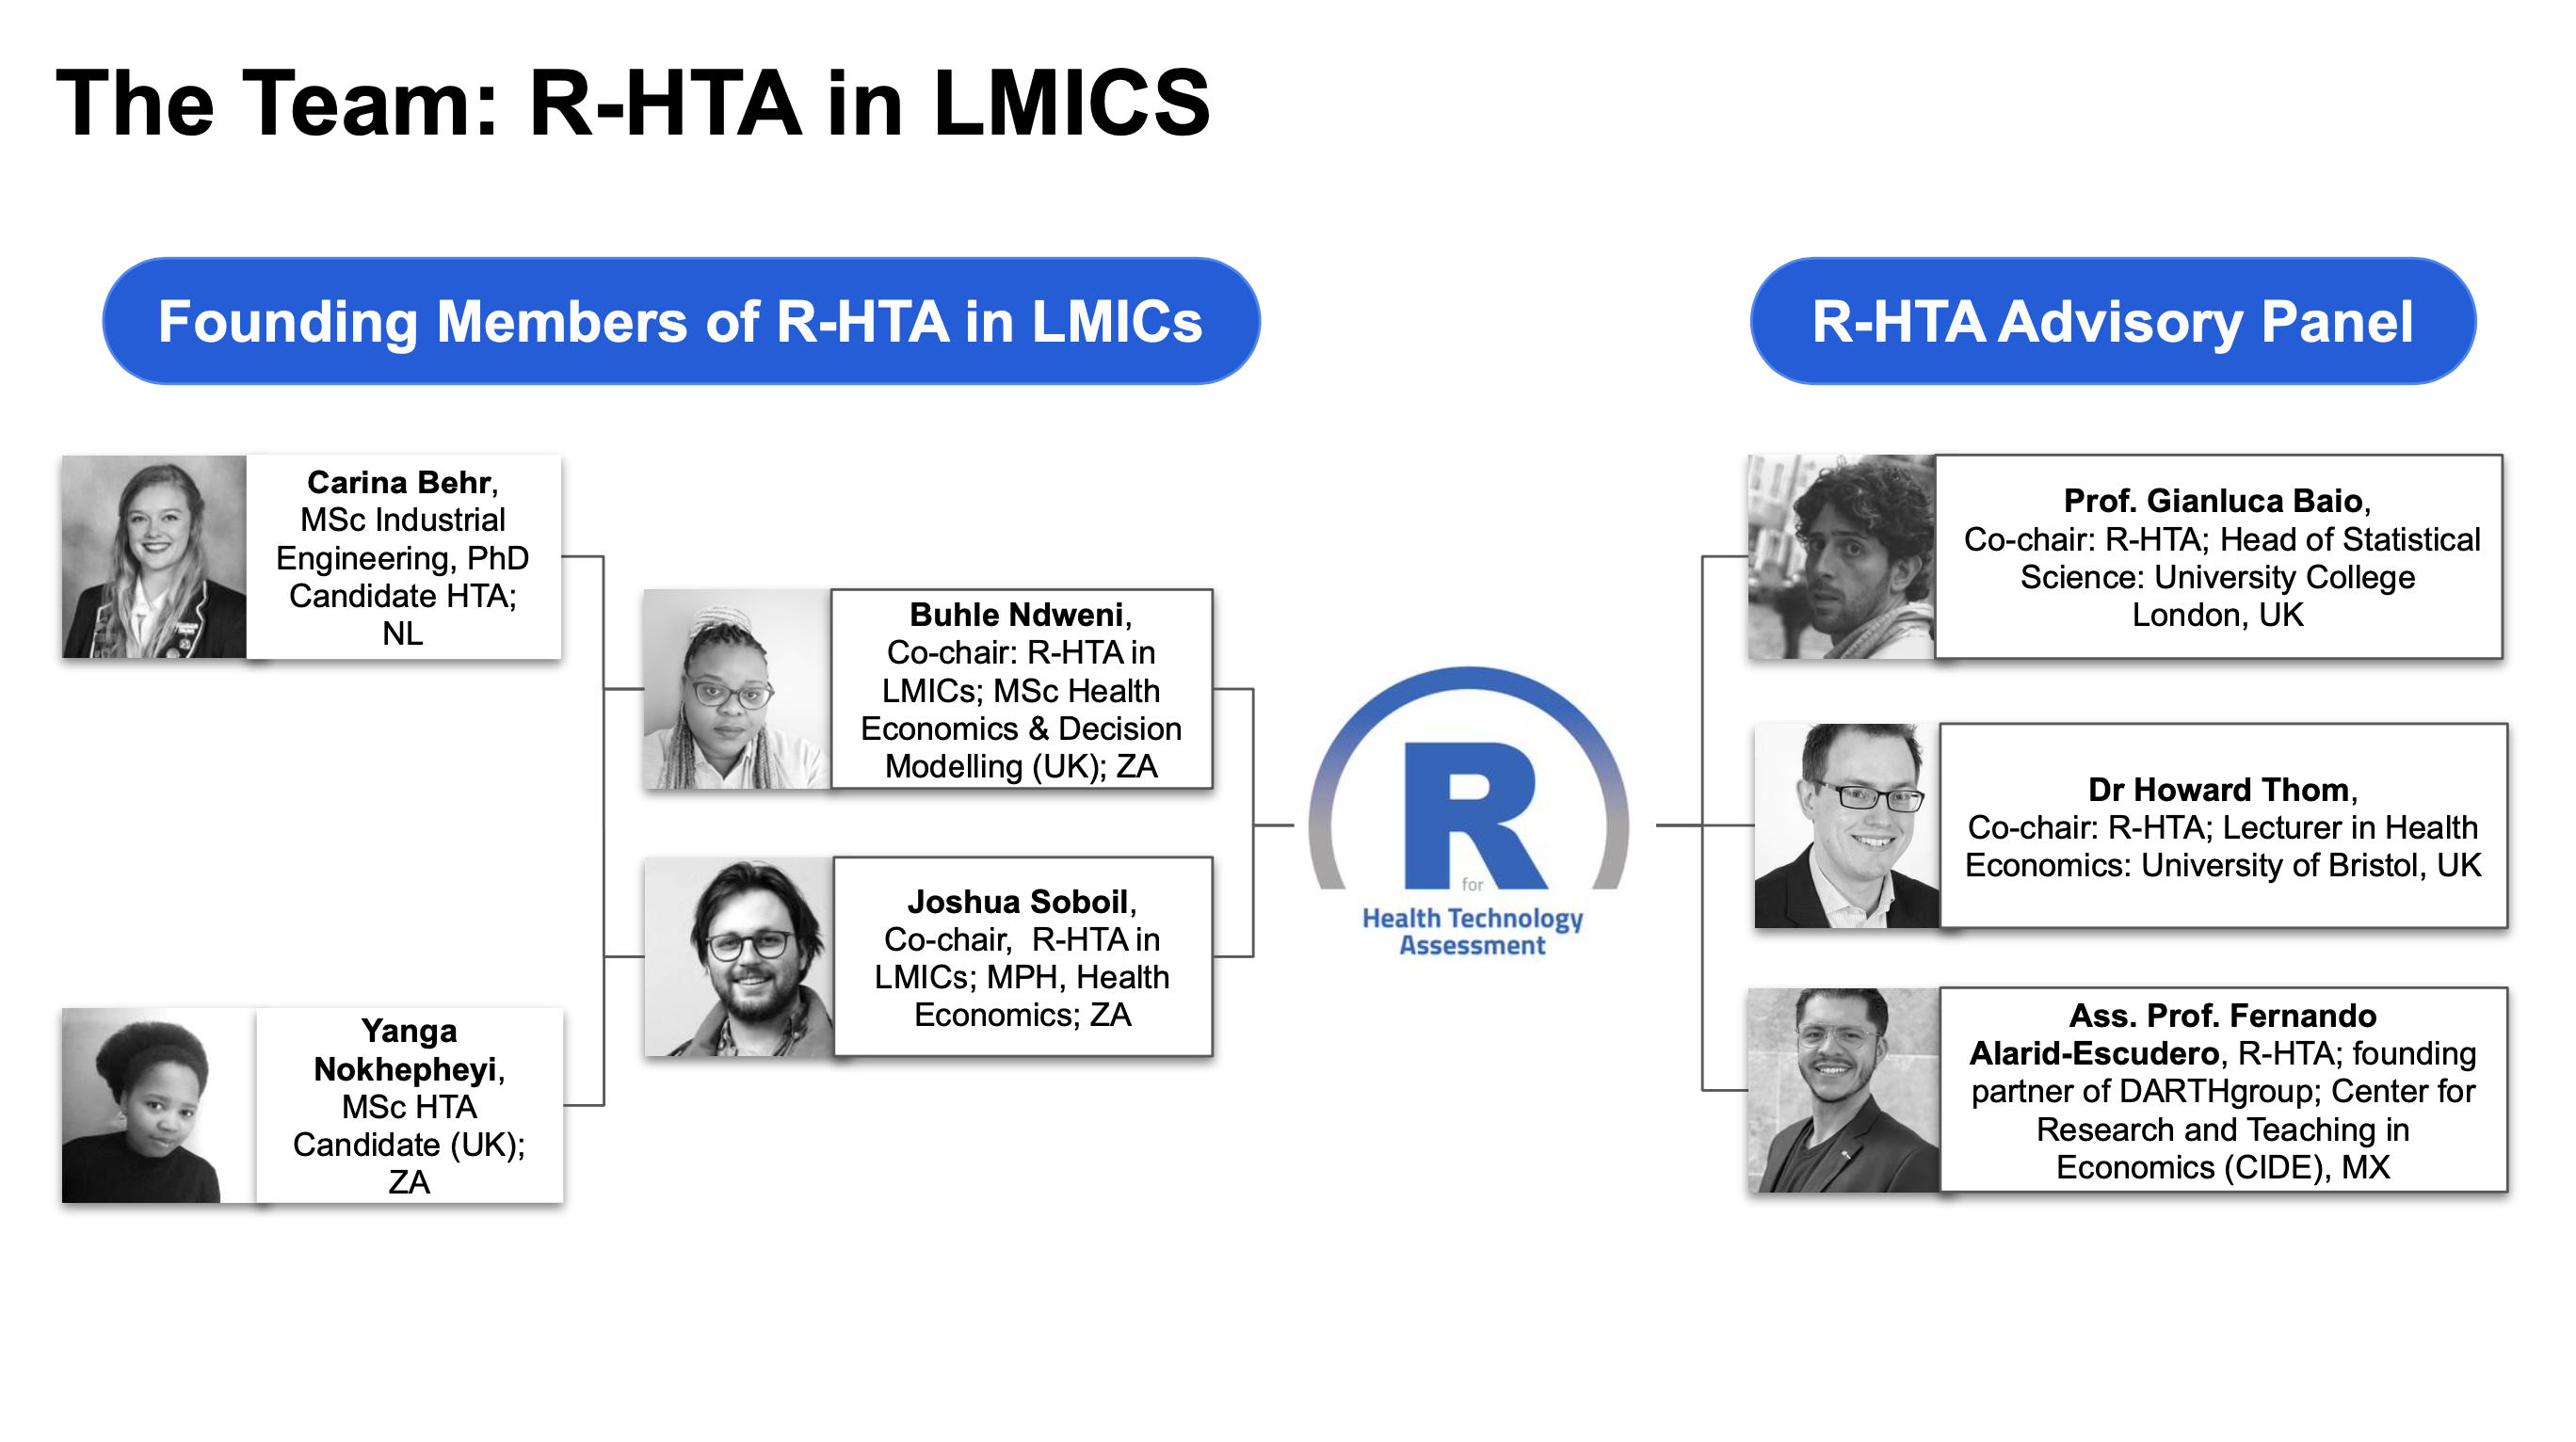 The Team: R-HTA in LMICS
Founding Members of R-HTA in LMICs
R-HTA Advisory Panel
Carina Behr,
MSc Industrial
Engineering, PhD
Candidate HTA;
NL
Yanga
Nokhepheyi,
MSc HTA
Candidate (UK);
ZA
Buhle Ndweni,
Co-chair: R-HTA in
LMICs; MSc Health
Economics & Decision
Modelling (UK); ZA
Joshua Soboil,
Co-chair, R-HTA in
LMICs; MPH, Health
Economics; ZA
R
for
Health Technology
Assessment
Prof. Gianluca Baio,
Co-chair: R-HTA; Head of Statistical
Science: University College
London, UK
Dr Howard Thom,
Co-chair: R-HTA; Lecturer in Health
Economics: University of Bristol, UK
Ass. Prof. Fernando
Alarid-Escudero, R-HTA; founding
partner of DARTHgroup; Center for
Research and Teaching in
Economics (CIDE), MX